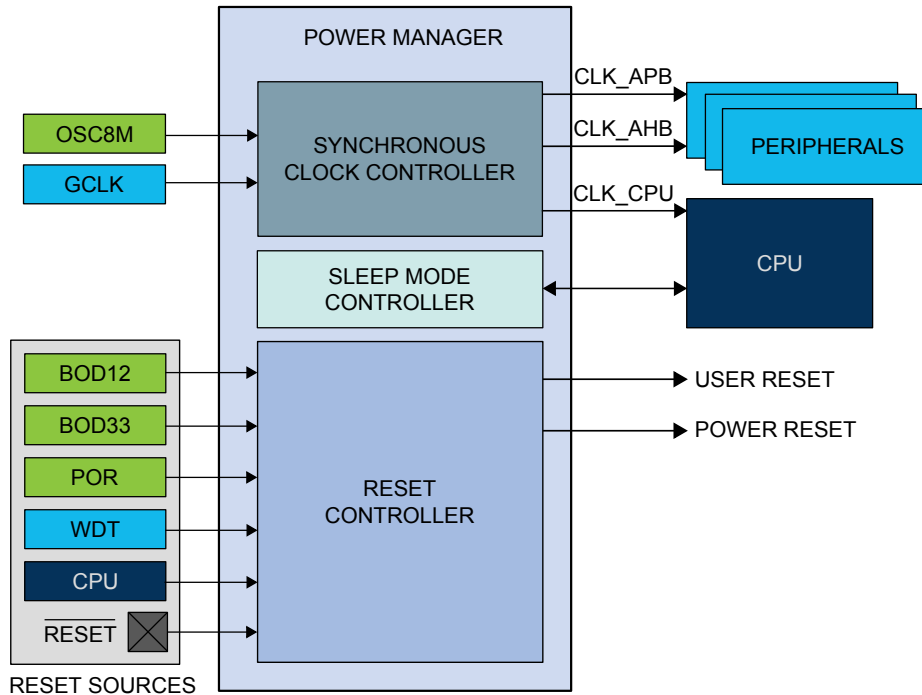 POWER MANAGER
OSC8M
GCLK
SYNCHRONOUS
CLOCK CONTROLLER
CLK_APB
CLK_AHB
CLK_CPU
PERIPHERALS
CPU
SLEEP MODE
CONTROLLER
BOD12
BOD33
POR
WDT
CPU
RESET
RESET SOURCES
RESET
CONTROLLER
USER RESET
POWER RESET